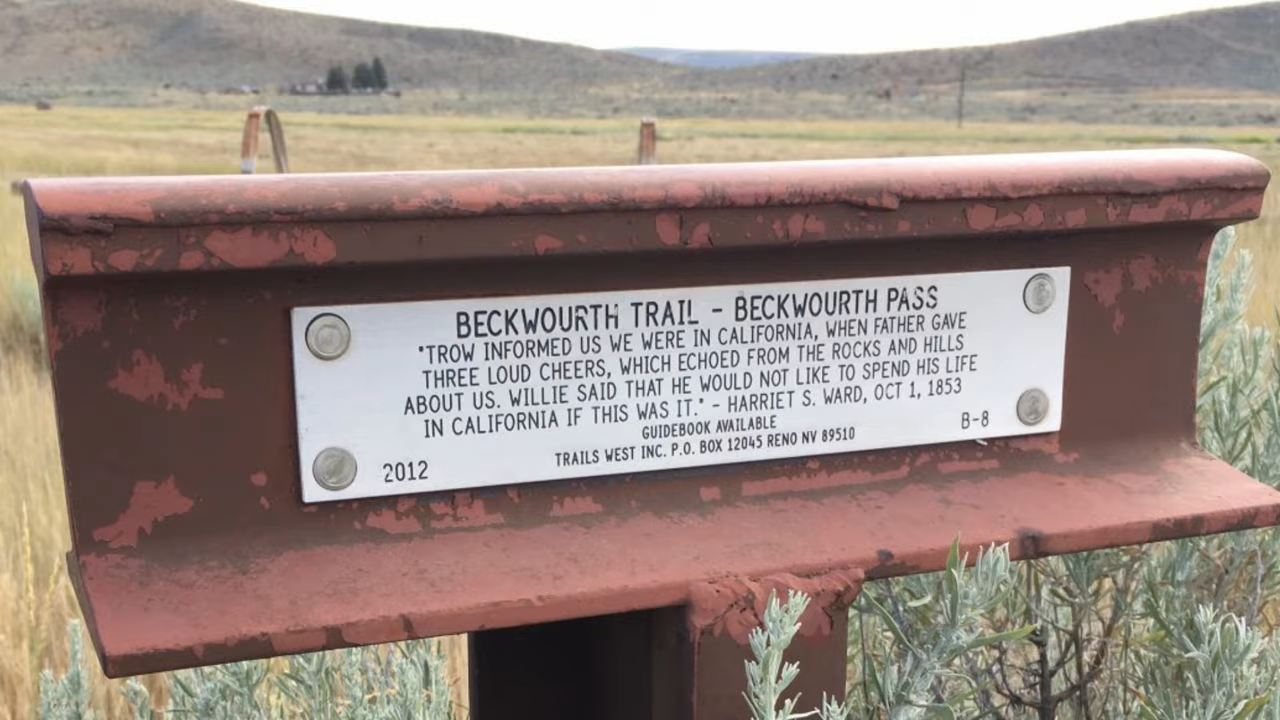 BECKWOURTH TRAIL - BECKWOURTH PASS
"TROW INFORMED US WE WERE IN CALIFORNIA, WHEN FATHER GAVE
THREE LOUD CHEERS, WHICH ECHOED FROM THE ROCKS AND HILLS
ABOUT US. WILLIE SAID THAT HE WOULD NOT LIKE TO SPEND HIS LIFE
IN CALIFORNIA IF THIS WAS IT." - HARRIET S. WARD, OCT 1, 1853
GUIDEBOOK AVAILABLE
TRAILS WEST INC. P.O. BOX 12045 RENO NV 89510
B-8
2012